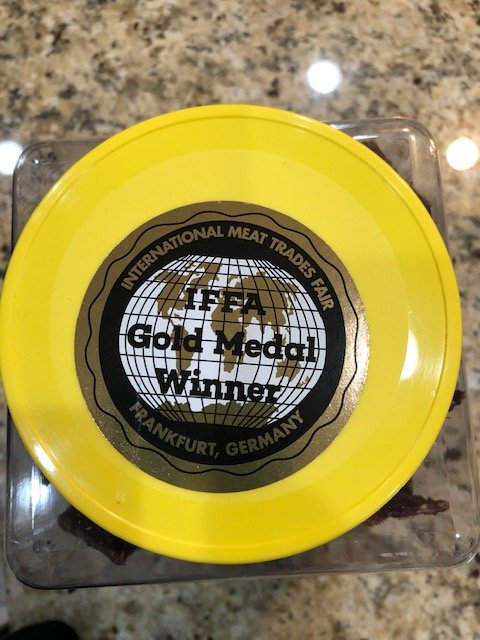 INTERNATIONAL MEAT TRADES FAIR
IFFA
Gold Medal
Winner
FRANKFURT, GERMANY